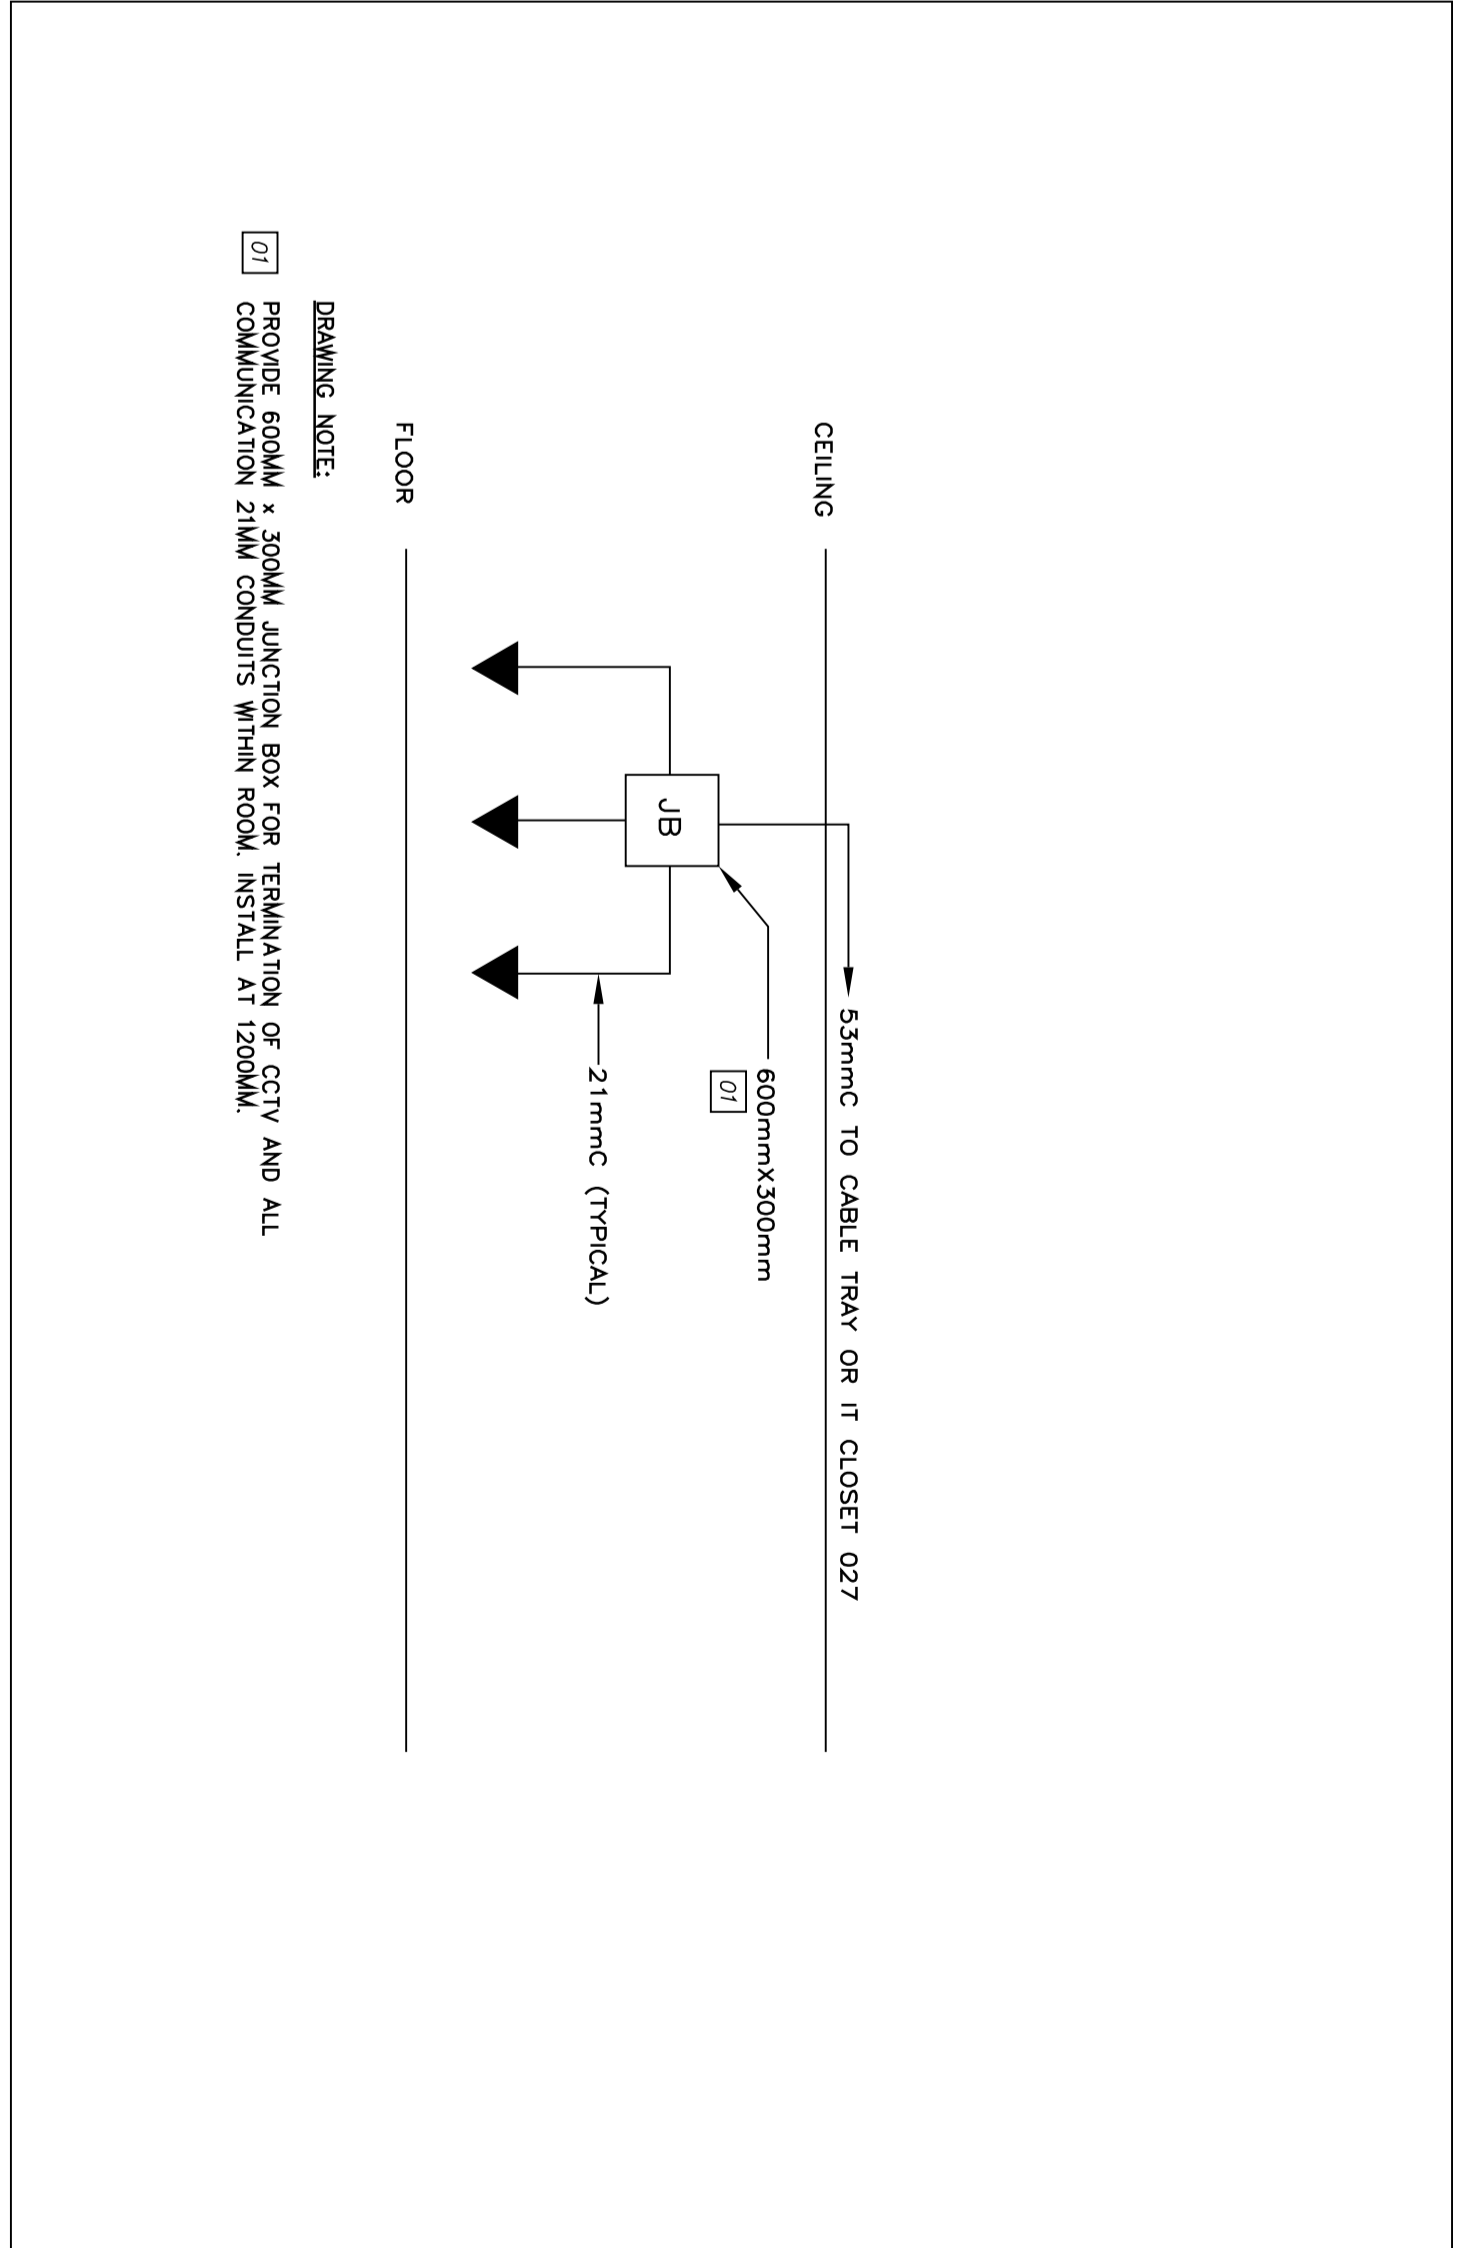 53mmC TO CABLE TRAY OR IT CLOSET 027
CEILING
600mmX300mm
01
JB
21mmC (TYPICAL)
FLOOR
DRAWING NOTE:
01 PROVIDE 600MM x 300MM JUNCTION BOX FOR TERMINATION OF CCTV AND ALL
COMMUNICATION 21MM CONDUITS WITHIN ROOM. INSTALL AT 1200MM.